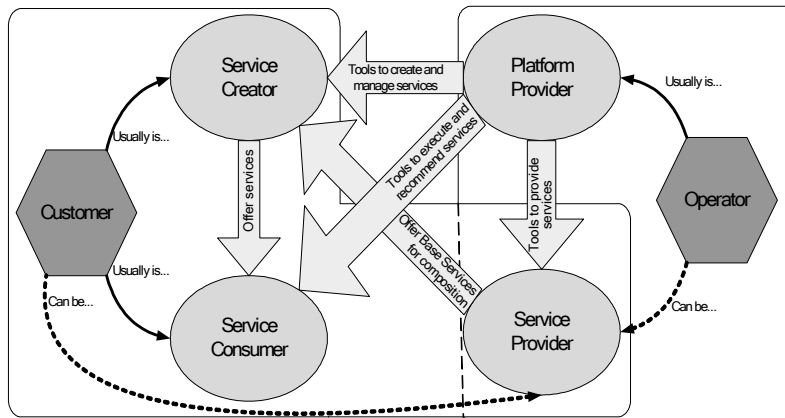 Service
Creator
Tools to create and
manage services
Platform
Provider
Usually is...
Usually is...
Customer
Offer services
Tools to execute and
recommend services
Tools to provide
services
Operator
Offer Base Services
for composition
Usually is...
Can be...
Can be...
Service
Consumer
Service
Provider